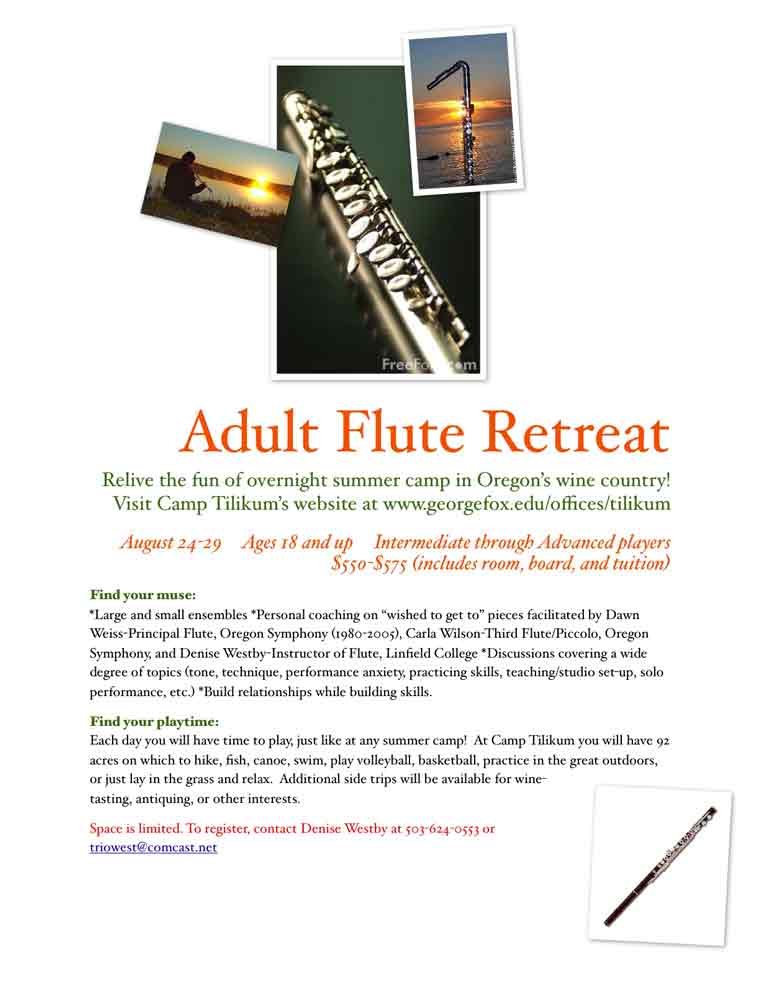 Adult Flute Retreat
Relive the fun of overnight summer camp in Oregon's wine country!
Visit Camp Tilikum's website at www.georgefox.edu/offices/tilikum
August 24-29 Ages 18 and up Intermediate through Advanced players
$550-$575 (includes room, board, and tuition)
Find your muse:
*Large and small ensembles *Personal coaching on “wished to get to” pieces facilitated by Dawn
Weiss-Principal Flute, Oregon Symphony (1980-2005), Carla Wilson-Third Flute/Piccolo, Oregon
Symphony, and Denise Westby-Instructor of Flute, Linfield College *Discussions covering a wide
degree of topics (tone, technique, performance anxiety, practicing skills, teaching/studio set-up, solo
performance, etc.) *Build relationships while building skills.
Find your playtime:
Each day you will have time to play, just like at any summer camp! At Camp Tilikum you will have 92
acres on which to hike, fish, canoe, swim, play volleyball, basketball, practice in the great outdoors,
or just lay in the grass and relax. Additional side trips will be available for wine-
tasting, antiquing, or other interests.
Space is limited. To register, contact Denise Westby at 503-624-0553 or
triowest@comcast.net